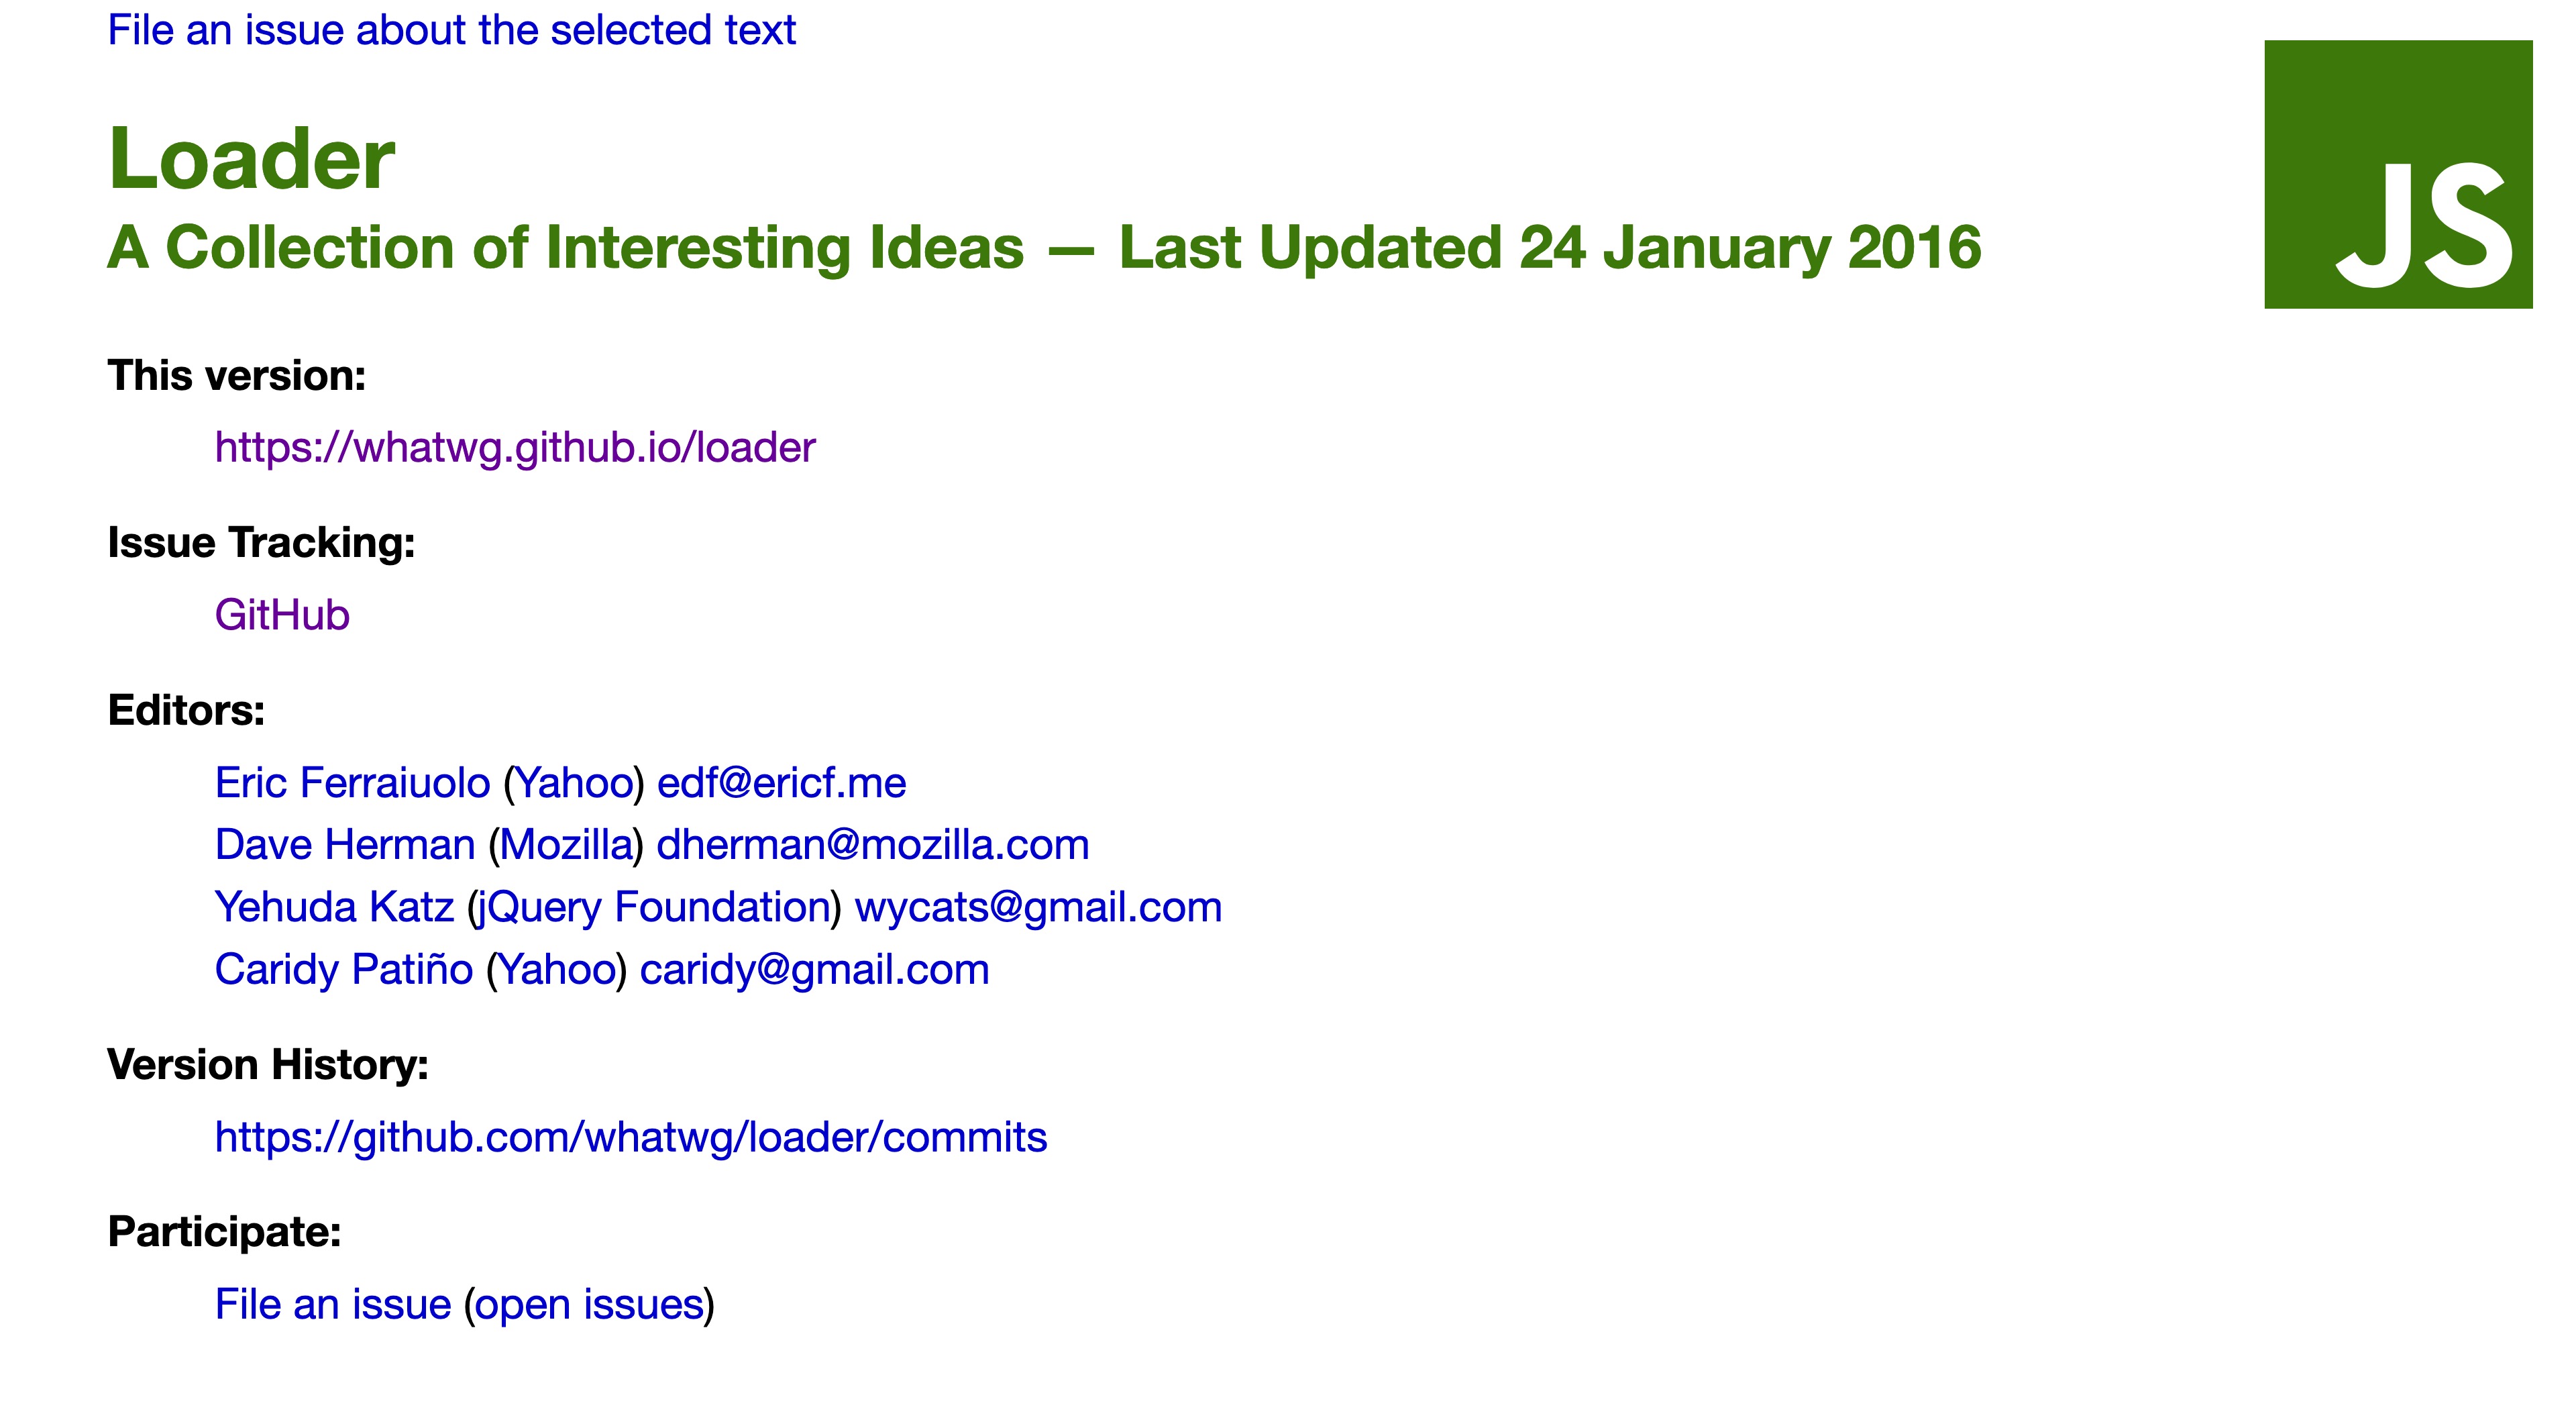 File an issue about the selected text
JS
Loader
A Collection of Interesting Ideas — Last Updated 24 January 2016
This version:
https://whatwg.github.io/loader
Issue Tracking:
GitHub
Editors:
Eric Ferraiuolo (Yahoo) edf@ericf.me
Dave Herman (Mozilla) dherman@mozilla.com
Yehuda Katz (jQuery Foundation) wycats@gmail.com
Caridy Patiño (Yahoo) caridy@gmail.com
Version History:
https://github.com/whatwg/loader/commits
Participate:
File an issue (open issues)